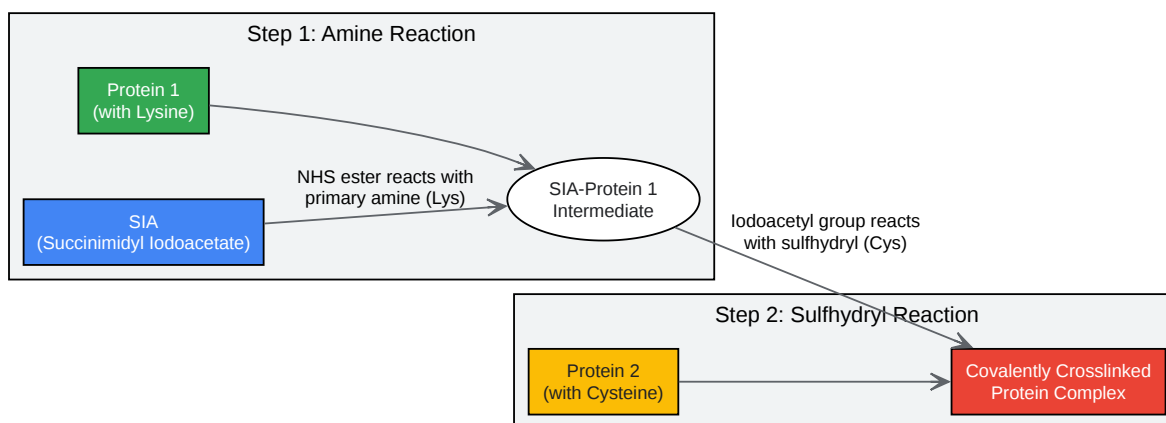 Step 1: Amine Reaction
Protein 1
(with Lysine)
NHS ester reacts with
primary amine (Lys)
SIA-Protein 1
Intermediate
SIA
(Succinimidyl Iodoacetate)
Iodoacetyl group reacts
with sulfhydryl (Cys)
Step 2: Sulfhydryl Reaction
Protein 2
(with Cysteine)
Covalently Crosslinked
Protein Complex